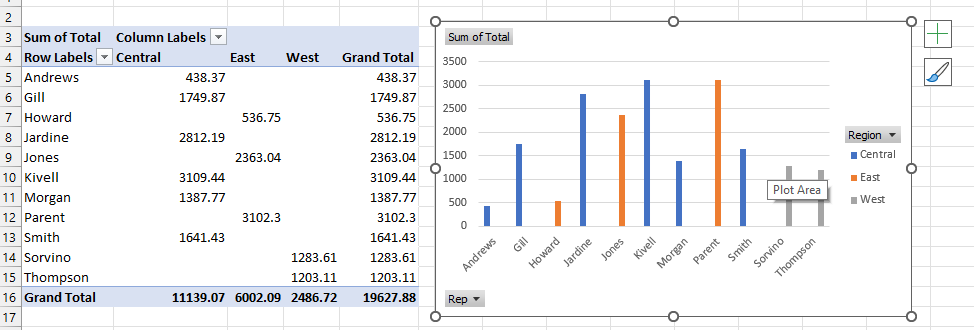 2
3 Sum of Total Column Labels
4 Row Labels Central East West Grand Total
5 Andrews 438.37 438.37
6 Gill 1749.87 1749.87
7 Howard 536.75 536.75
8 Jardine 2812.19 2812.19
9 Jones 2363.04 2363.04
10 Kivell 3109.44 3109.44
11 Morgan 1387.77 1387.77
12 Parent 3102.3 3102.3
13 Smith 1641.43 1641.43
14 Sorvino 1283.61 1283.61
15 Thompson 1203.11 1203.11
16 Grand Total 11139.07 6002.09 2486.72 19627.88
17
Sum of Total
3500
3000
2500
2000
1500
1000
500
0
Andrews Gill Howard Jardine Jones Kivell Morgan Parent Smith Sorvino Thompson
Plot Area
Region
Central
East
West
Rep